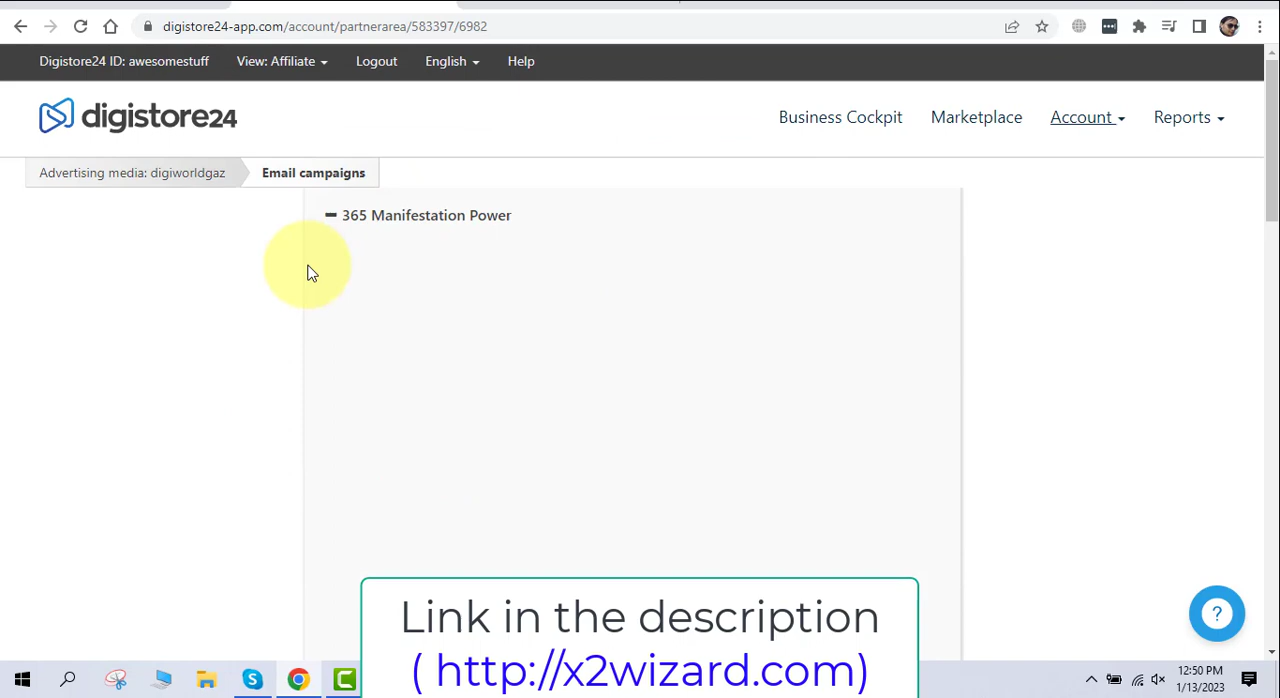 digistore24-app.com/account/partnerarea/583397/6982
Digistore24 ID: awesomestuff View: Affiliate Logout English Help
digistore24 Business Cockpit Marketplace Account Reports
Advertising media: digiworldgaz Email campaigns
365 Manifestation Power
?
Link in the description
( http://x2wizard.com)
12:50 PM
1/13/2023